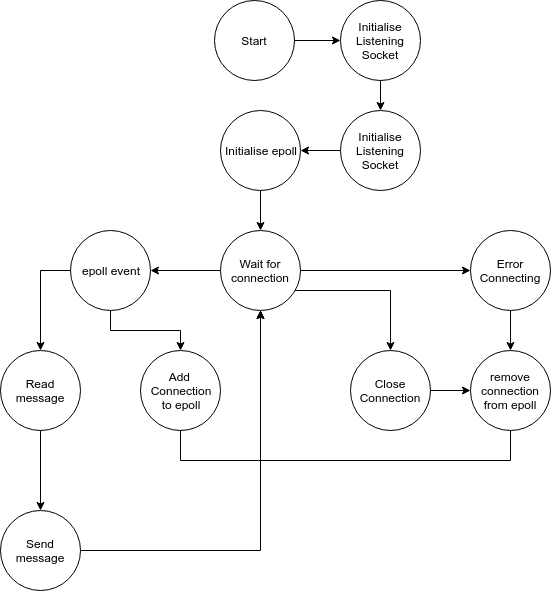 Start
Initialise
Listening
Socket
Initialise epoll
Initialise
Listening
Socket
epoll event
Wait for
connection
Error
Connecting
Read
message
Add
Connection
to epoll
Close
Connection
remove
connection
from epoll
Send
message